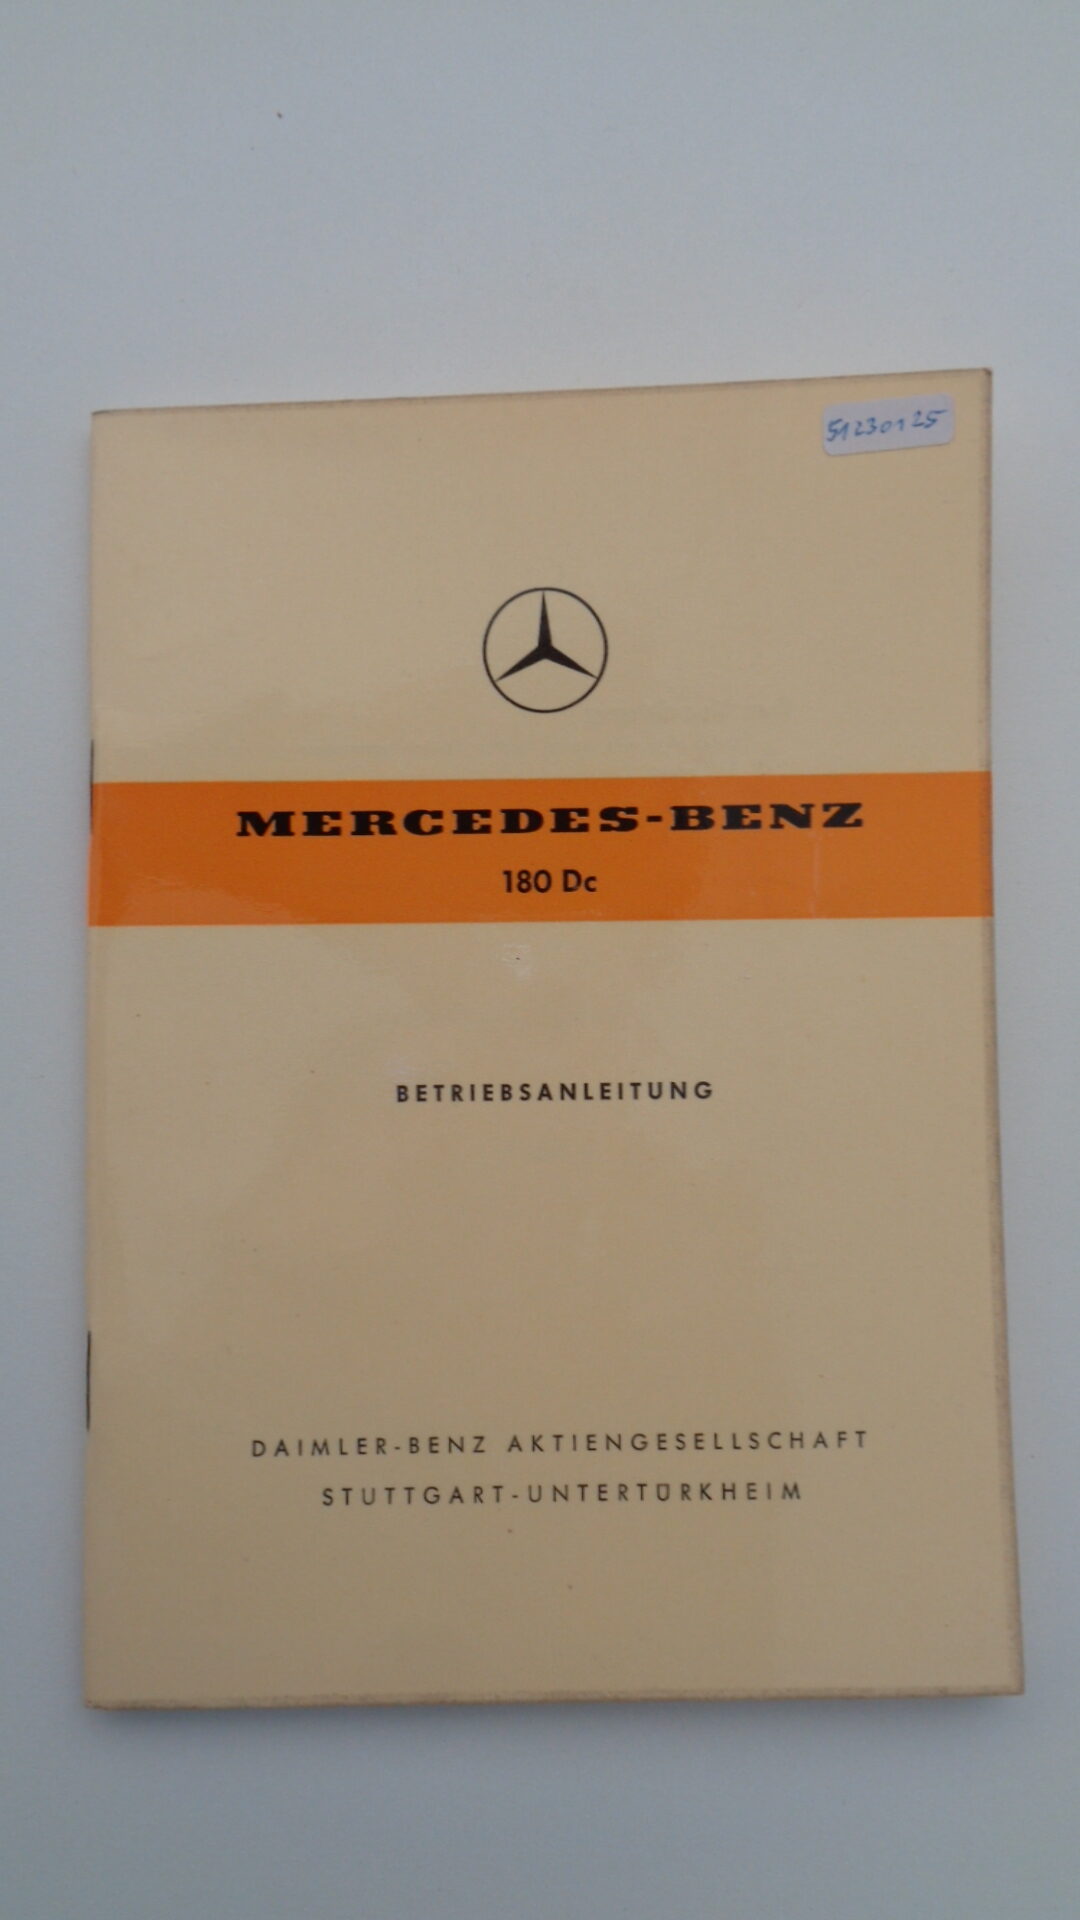 51230125
MERCEDES-BENZ
180 Dc
BETRIEBSANLEITUNG
DAIMLER-BENZ AKTIENGESELLSCHAFT
STUTTGART-UNTERTÜRKHEIM